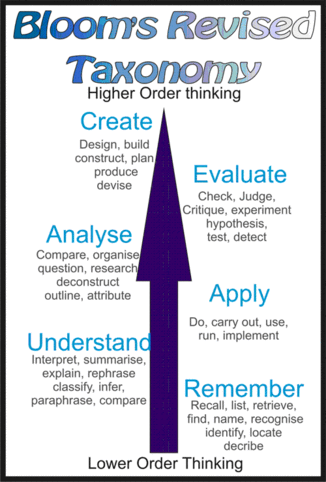 Bloom's Revised
Taxonomy
Higher Order thinking
Create
Design, build
construct, plan
produce
devise
Evaluate
Check, Judge,
Critique, experiment
hypothesis,
test, detect
Analyse
Compare, organise
question, research
deconstruct
outline, attribute
Apply
Do, carry out, use,
run, implement
Understand
Interpret, summarise,
explain, rephrase
classify, infer,
paraphrase, compare
Remember
Recall, list, retrieve,
find, name, recognise
identify, locate
decribe
Lower Order Thinking